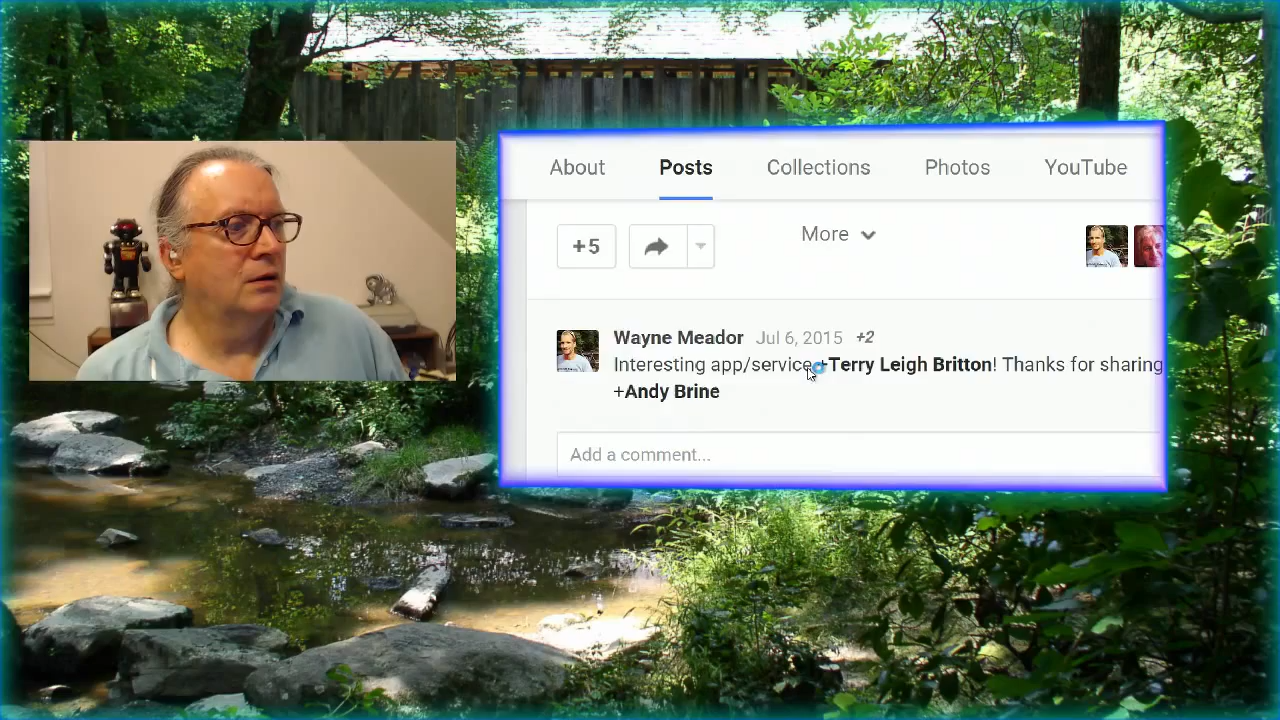 About Posts Collections Photos YouTube
+5 More
Wayne Meador Jul 6, 2015 +2
Interesting app/service +Terry Leigh Britton! Thanks for sharing
+Andy Brine
Add a comment...